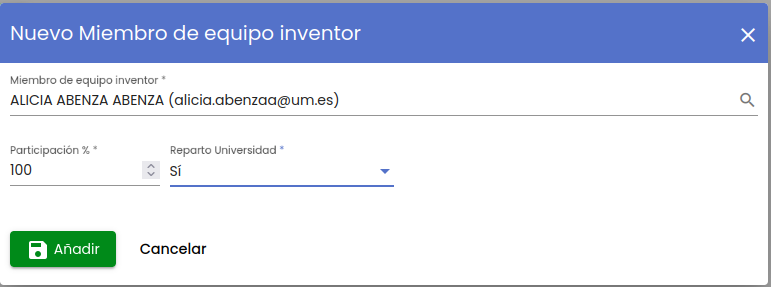 Nuevo Miembro de equipo inventor
Miembro de equipo inventor *
ALICIA ABENZA ABENZA (alicia.abenzaa@um.es)
Participación % * Reparto Universidad *
100 Sí
Añadir Cancelar